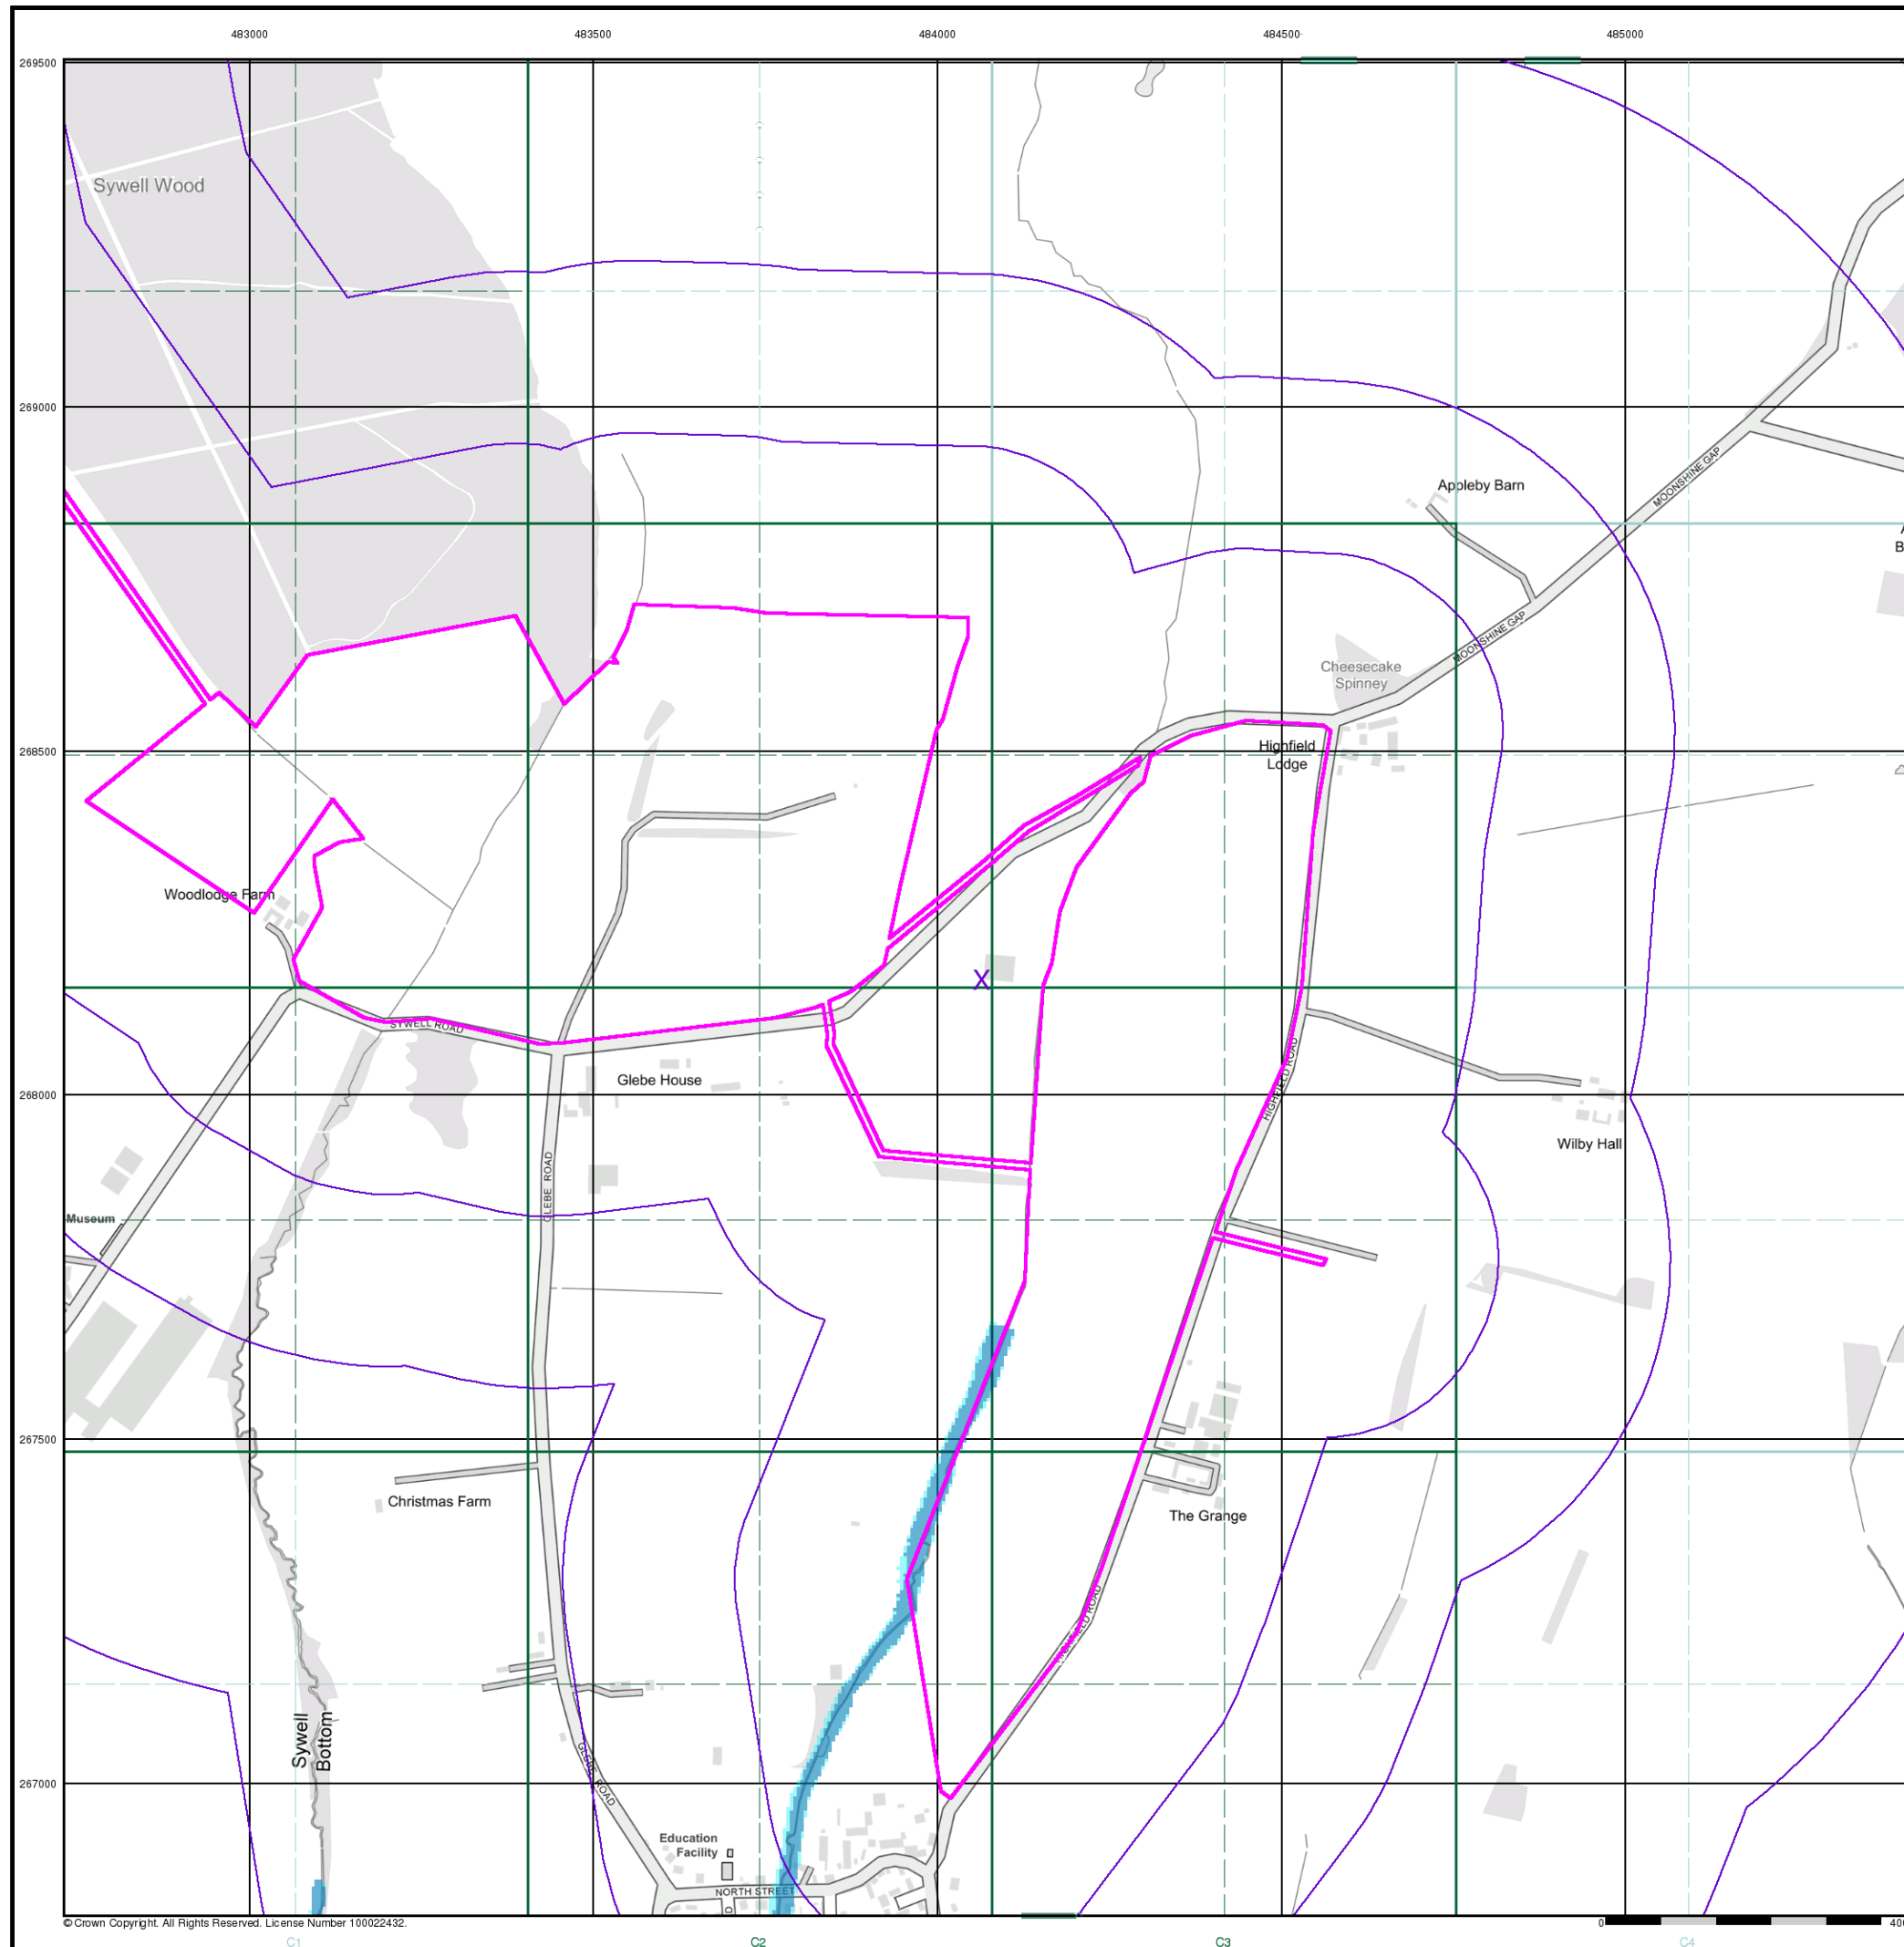 483000 483500 484000 484500 485000
269500
Sywell Wood
269000
MOONSHINE GAP
Appleby Barn
B
MOONSHINE GAP
Cheesecake
Spinney
268500
Highfield
Lodge
Woodlodge Farm
X
SYWELL ROAD
HIGHFIELD ROAD
Glebe House
268000
Wilby Hall
GLEBE ROAD
Museum
267500
Christmas Farm
The Grange
HIGHFIELD ROAD
Sywell
Bottom
267000
GLEBE ROAD
Education
Facility
NORTH STREET
D
© Crown Copyright. All Rights Reserved. License Number 100022432.
0 400
C1 C2 C3 C4